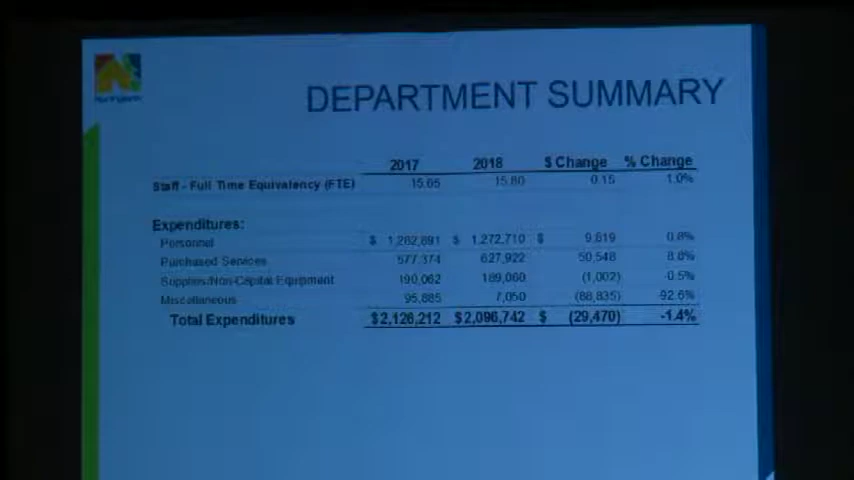 DEPARTMENT SUMMARY
2017 2018 $ Change % Change
Staff - Full Time Equivalency (FTE) 15.65 15.80 0.15 1.0%
Expenditures:
Personnel $ 1,262,891 $ 1,272,710 $ 9,819 0.8%
Purchased Services 577,374 627,922 50,548 8.8%
Supplies/Non-Capital Equipment 190,062 189,060 (1,002) -0.5%
Miscellaneous 95,885 7,050 (88,835) -92.6%
Total Expenditures $2,126,212 $2,096,742 $ (29,470) -1.4%